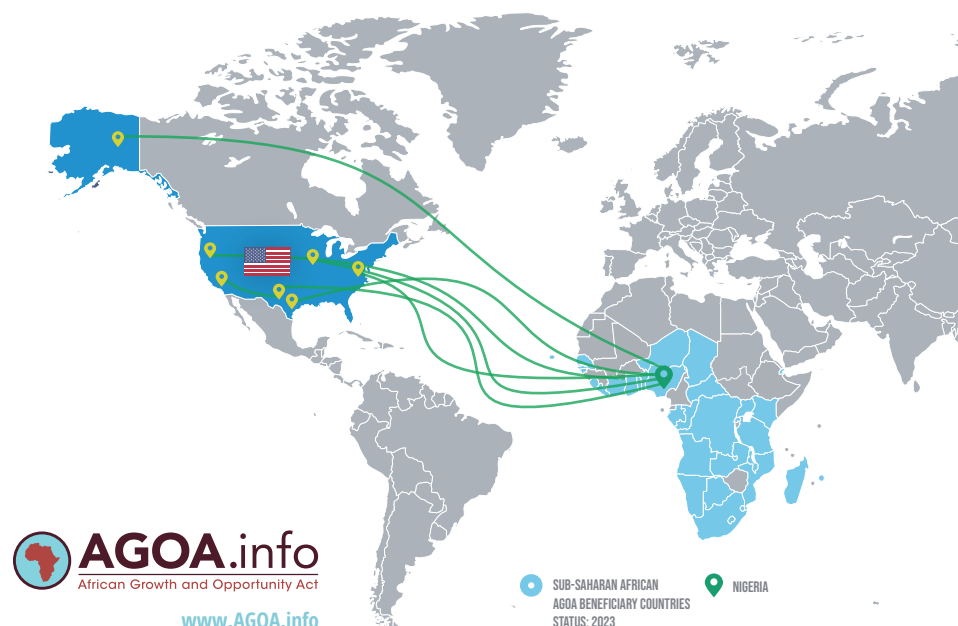 AGOA.info
African Growth and Opportunity Act
www.AGOA.info
SUB-SAHARAN AFRICAN
AGOA BENEFICIARY COUNTRIES
STATUS: 2023
NIGERIA